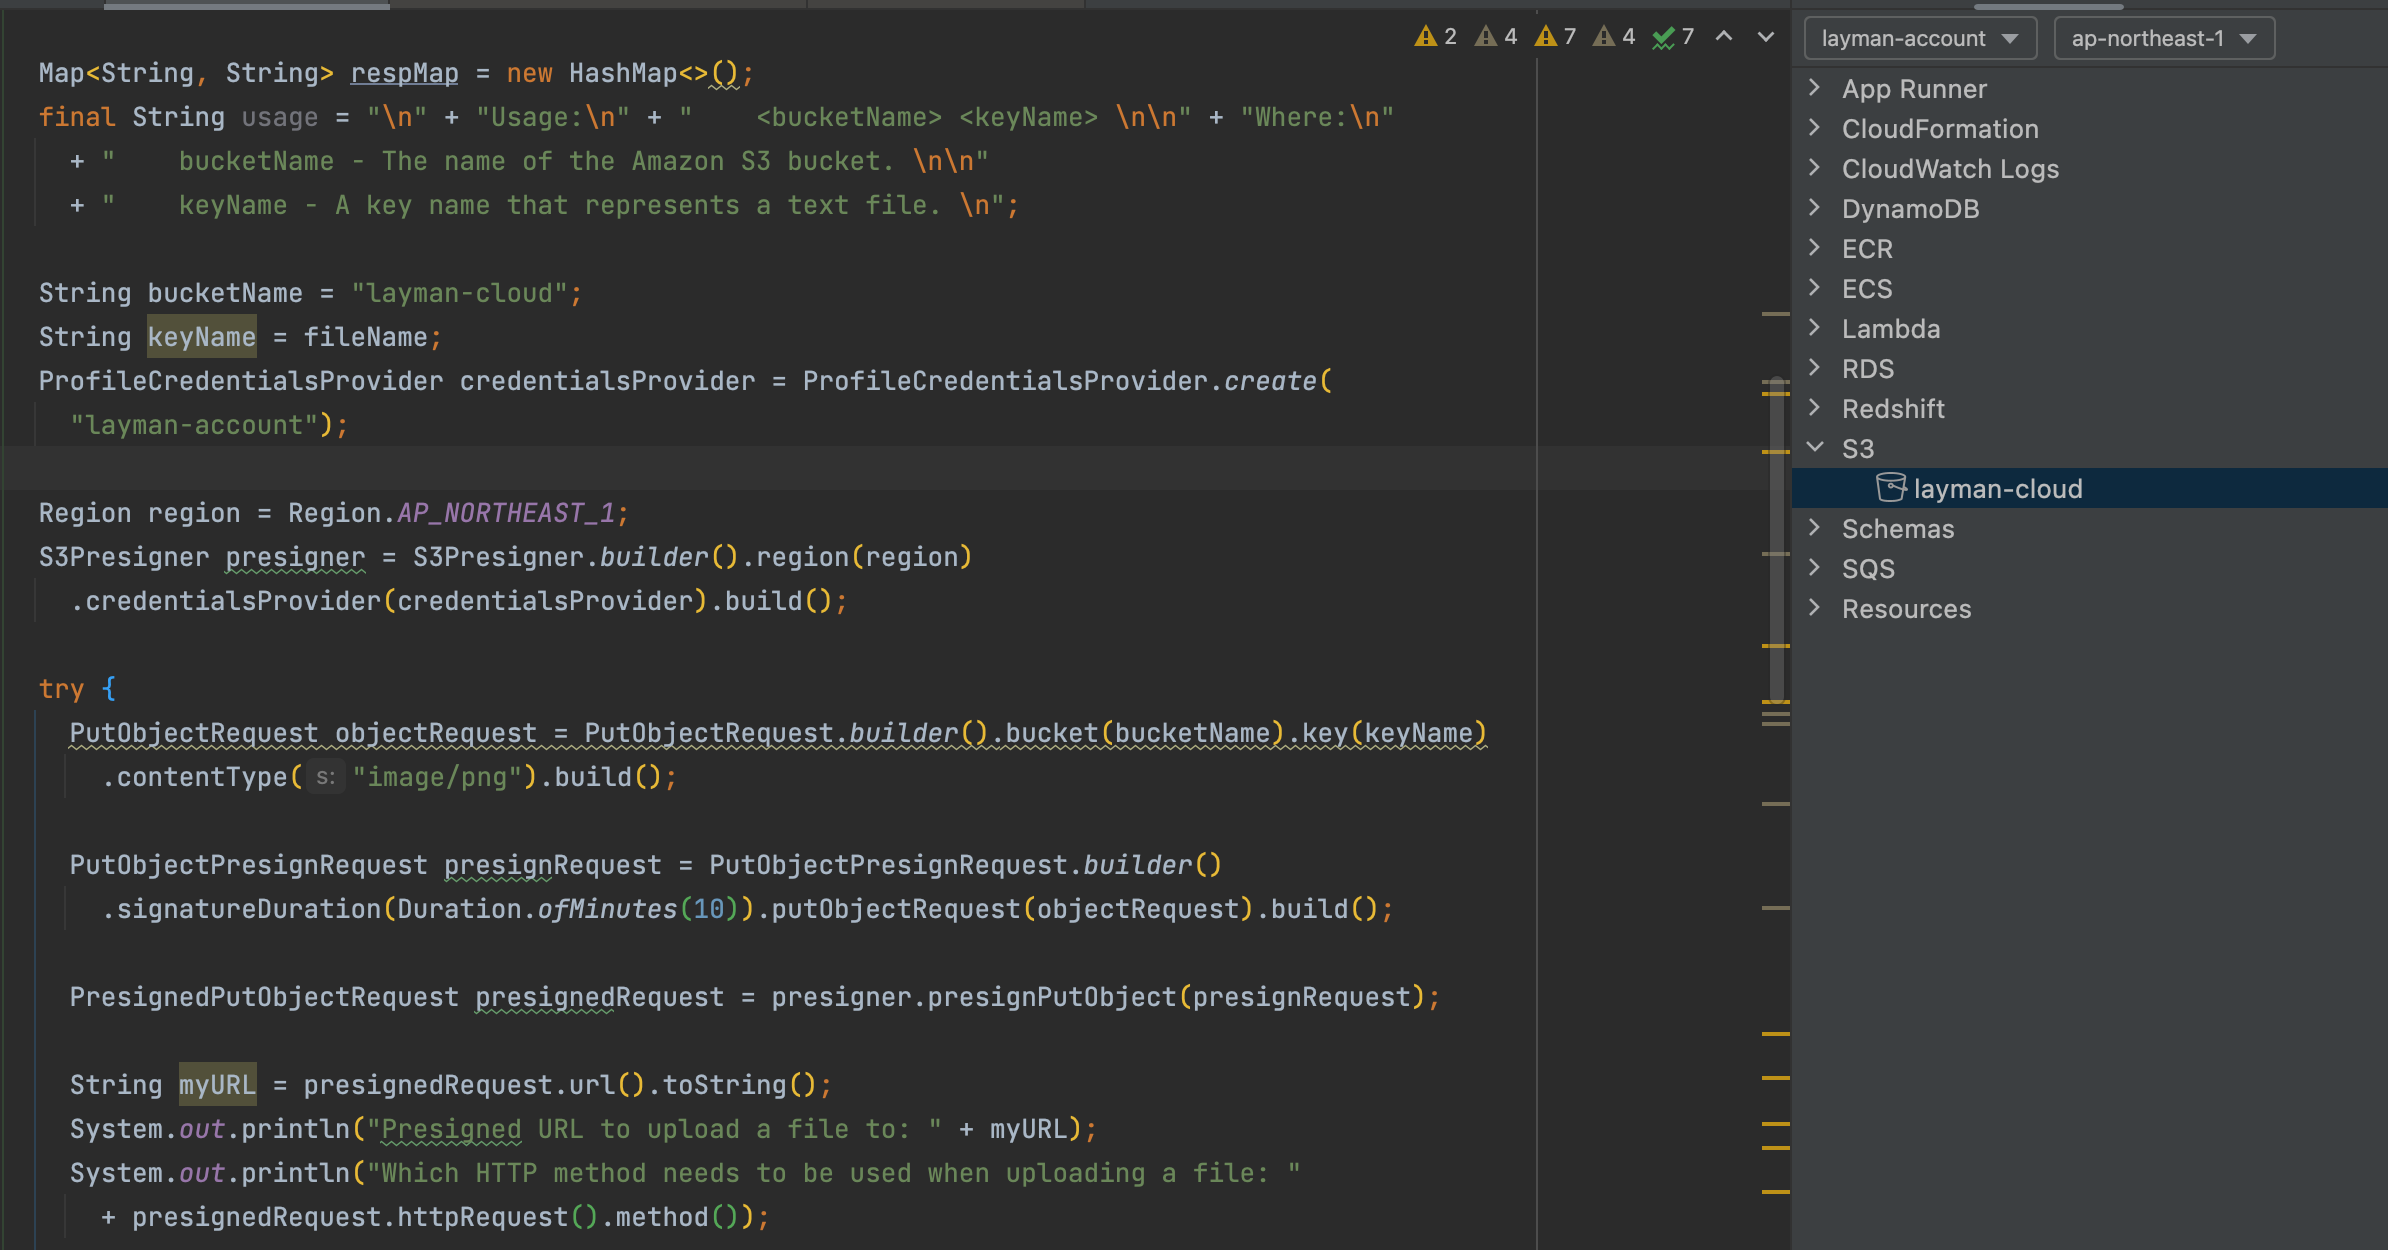 2 4 7 4 7
Map<String, String> respMap = new HashMap<>();
final String usage = "\n" + "Usage:\n" + "    <bucketName> <keyName> \n\n" + "Where:\n"
+ "    bucketName - The name of the Amazon S3 bucket. \n\n"
+ "    keyName - A key name that represents a text file. \n";
String bucketName = "layman-cloud";
String keyName = fileName;
ProfileCredentialsProvider credentialsProvider = ProfileCredentialsProvider.create(
"layman-account");
Region region = Region.AP_NORTHEAST_1;
S3Presigner presigner = S3Presigner.builder().region(region)
.credentialsProvider(credentialsProvider).build();
try {
PutObjectRequest objectRequest = PutObjectRequest.builder().bucket(bucketName).key(keyName)
.contentType( s: "image/png").build();
PutObjectPresignRequest presignRequest = PutObjectPresignRequest.builder()
.signatureDuration(Duration.ofMinutes(10)).putObjectRequest(objectRequest).build();
PresignedPutObjectRequest presignedRequest = presigner.presignPutObject(presignRequest);
String myURL = presignedRequest.url().toString();
System.out.println("Presigned URL to upload a file to: " + myURL);
System.out.println("Which HTTP method needs to be used when uploading a file: "
+ presignedRequest.httpRequest().method());
layman-account
ap-northeast-1
App Runner
CloudFormation
CloudWatch Logs
DynamoDB
ECR
ECS
Lambda
RDS
Redshift
S3
layman-cloud
Schemas
SQS
Resources